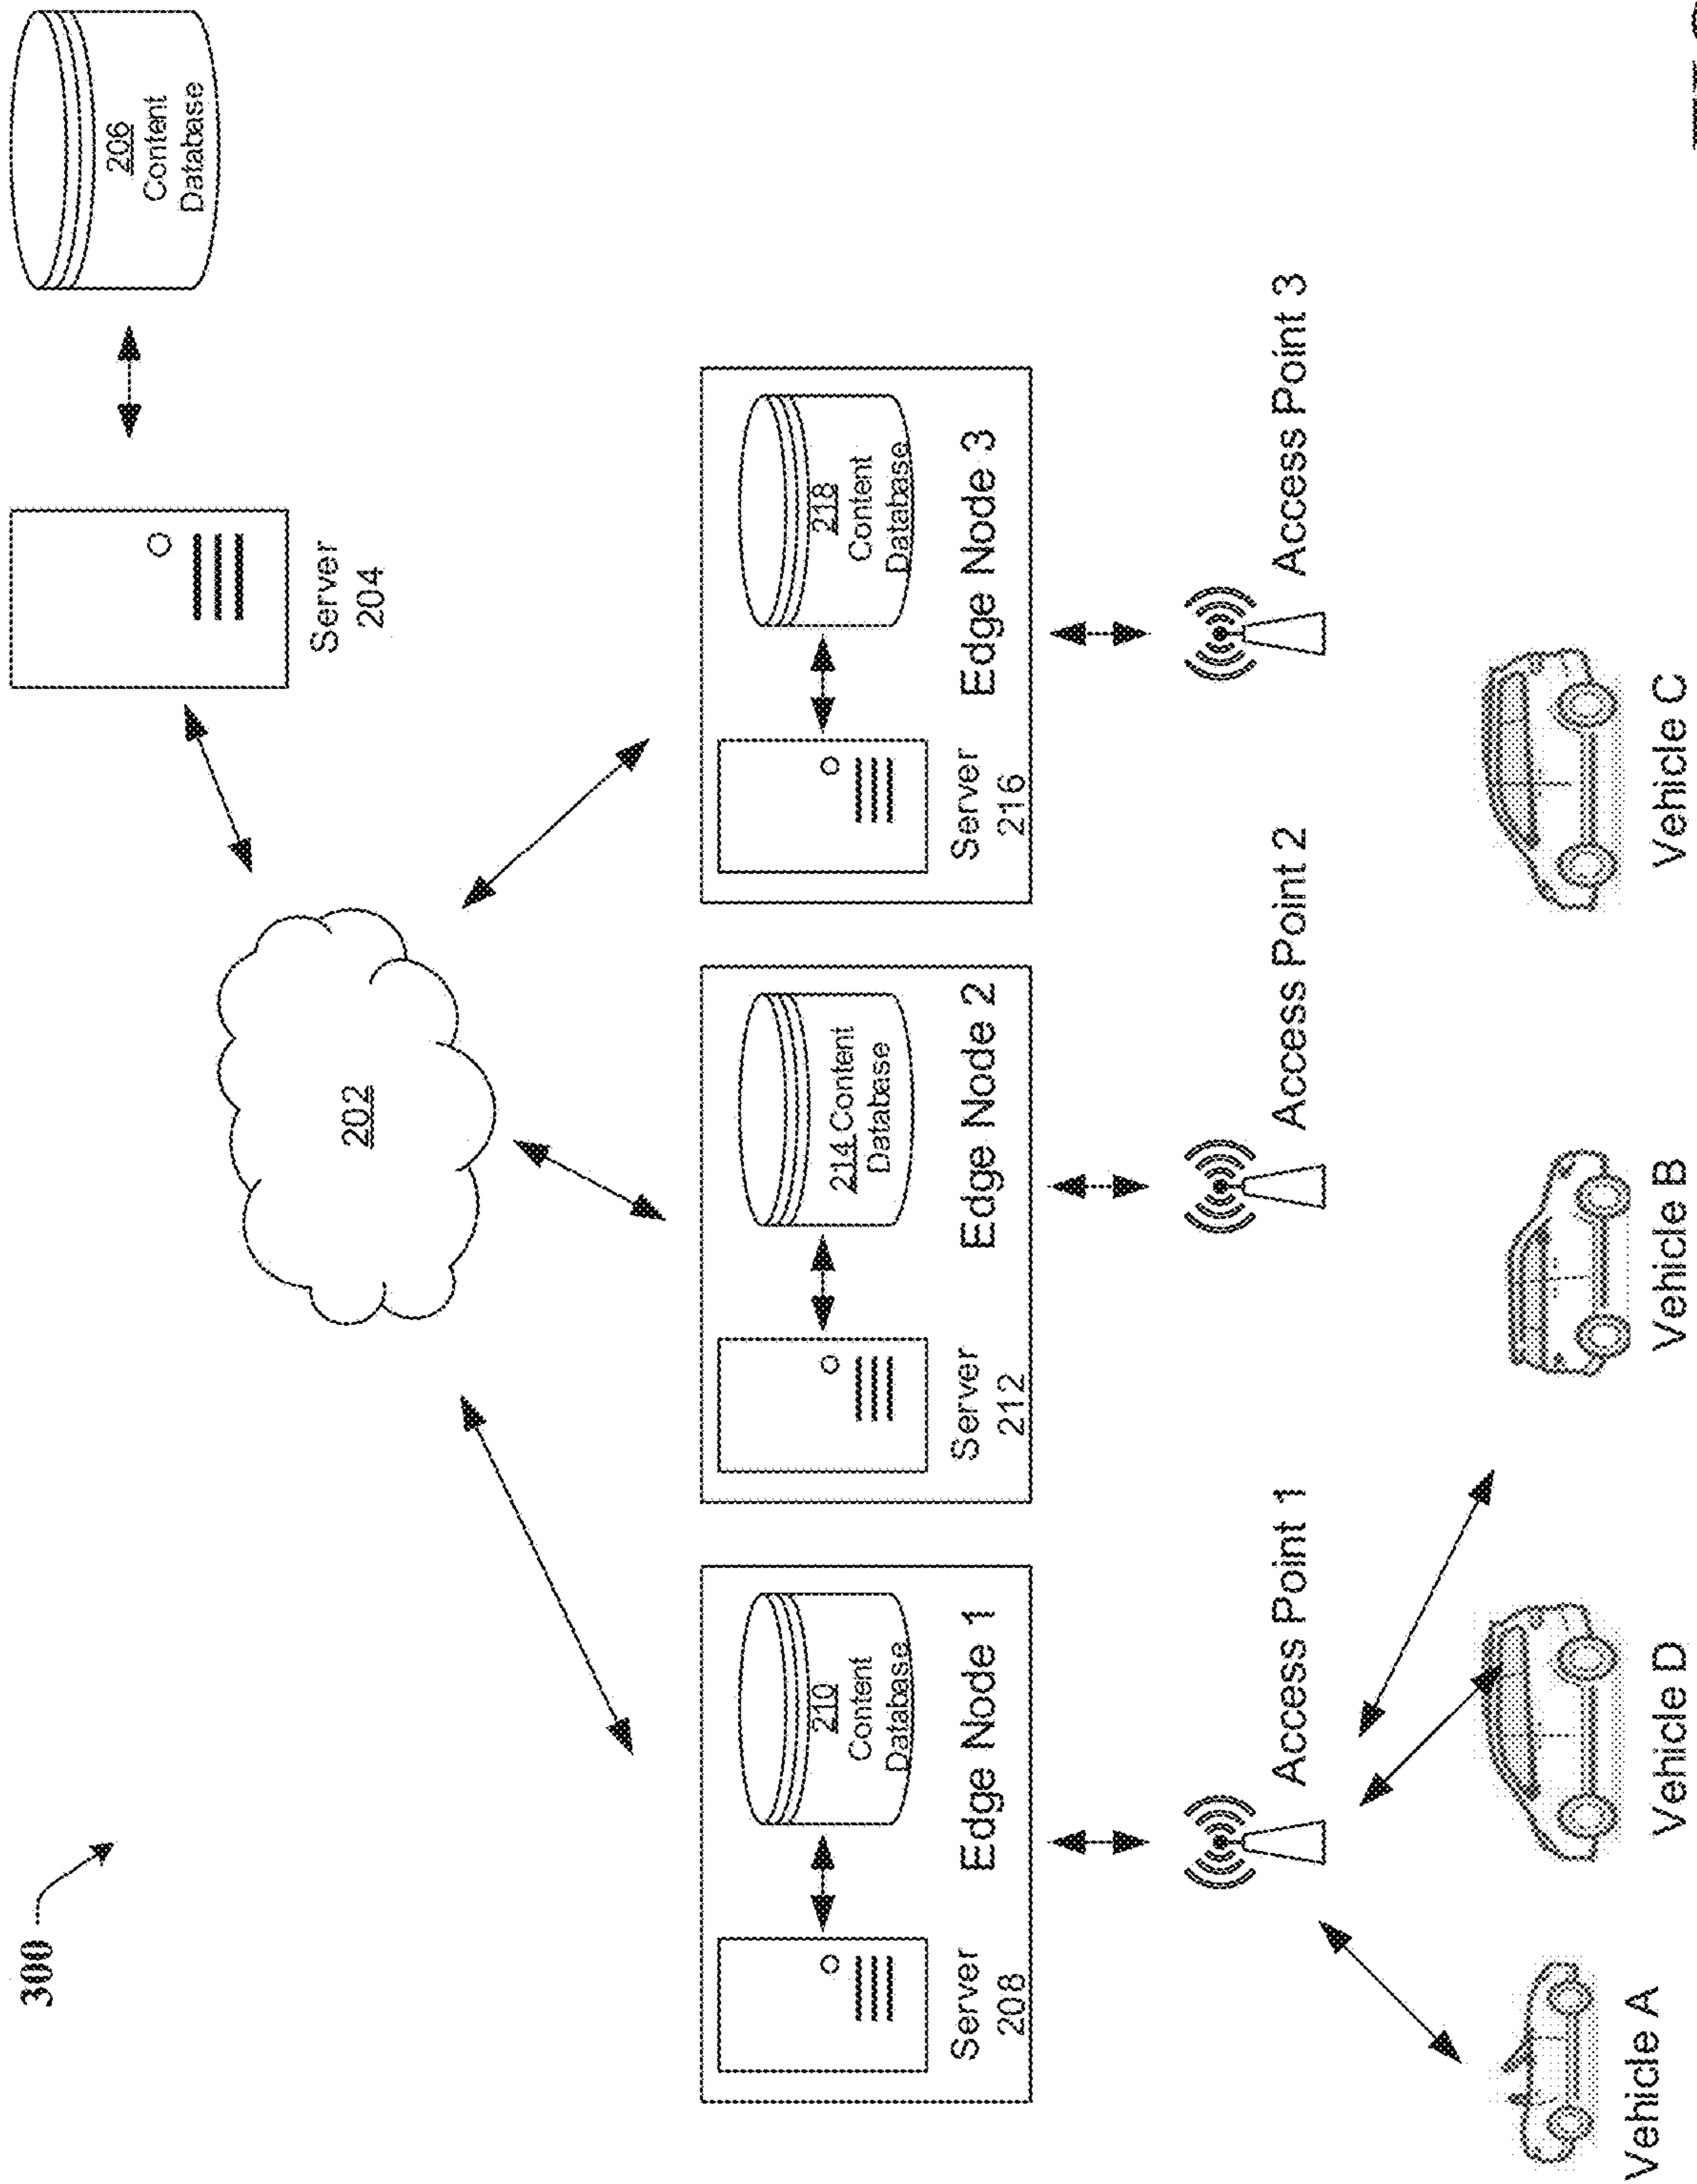 300
206
Content
Database
Server
204
202
210
Content
Database
Server
208
Edge Node 1
214 Content
Database
Server
212
Edge Node 2
218
Content
Database
Server
216
Edge Node 3
Access Point 1
Access Point 2
Access Point 3
Vehicle A
Vehicle D
Vehicle B
Vehicle C